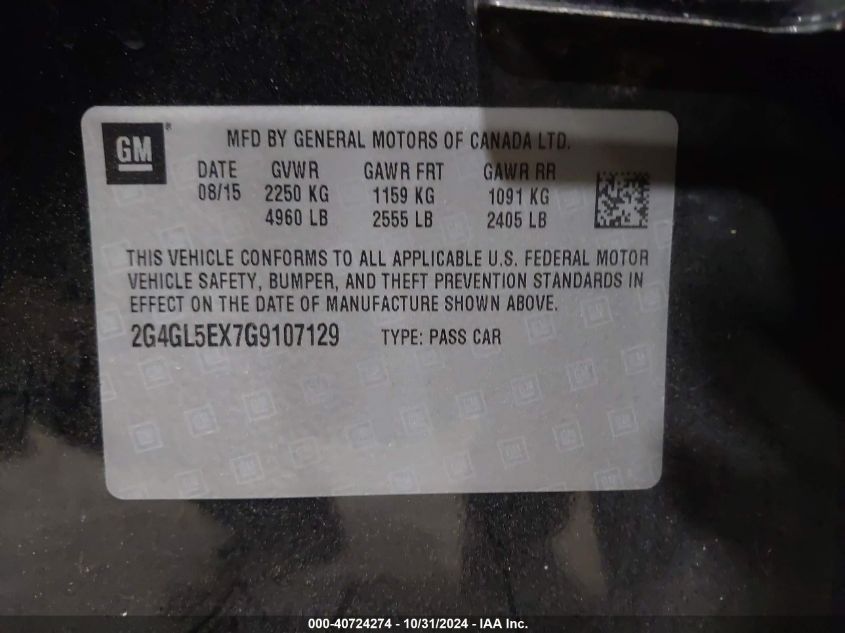 GM ®
MFD BY GENERAL MOTORS OF CANADA LTD.
DATE GVWR GAWR FRT GAWR RR
08/15 2250 KG 1159 KG 1091 KG
4960 LB 2555 LB 2405 LB
THIS VEHICLE CONFORMS TO ALL APPLICABLE U.S. FEDERAL MOTOR
VEHICLE SAFETY, BUMPER, AND THEFT PREVENTION STANDARDS IN
EFFECT ON THE DATE OF MANUFACTURE SHOWN ABOVE.
2G4GL5EX7G9107129 TYPE: PASS CAR
000-40724274 - 10/31/2024 - IAA Inc.